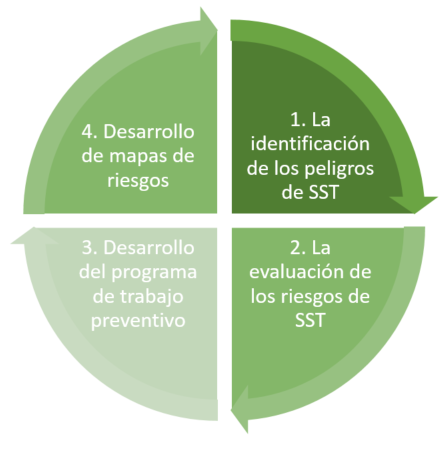 1. La
identificación
de los peligros
de SST
2. La
evaluación de
los riesgos de
SST
3. Desarrollo
del programa
de trabajo
preventivo
4. Desarrollo
de mapas de
riesgos